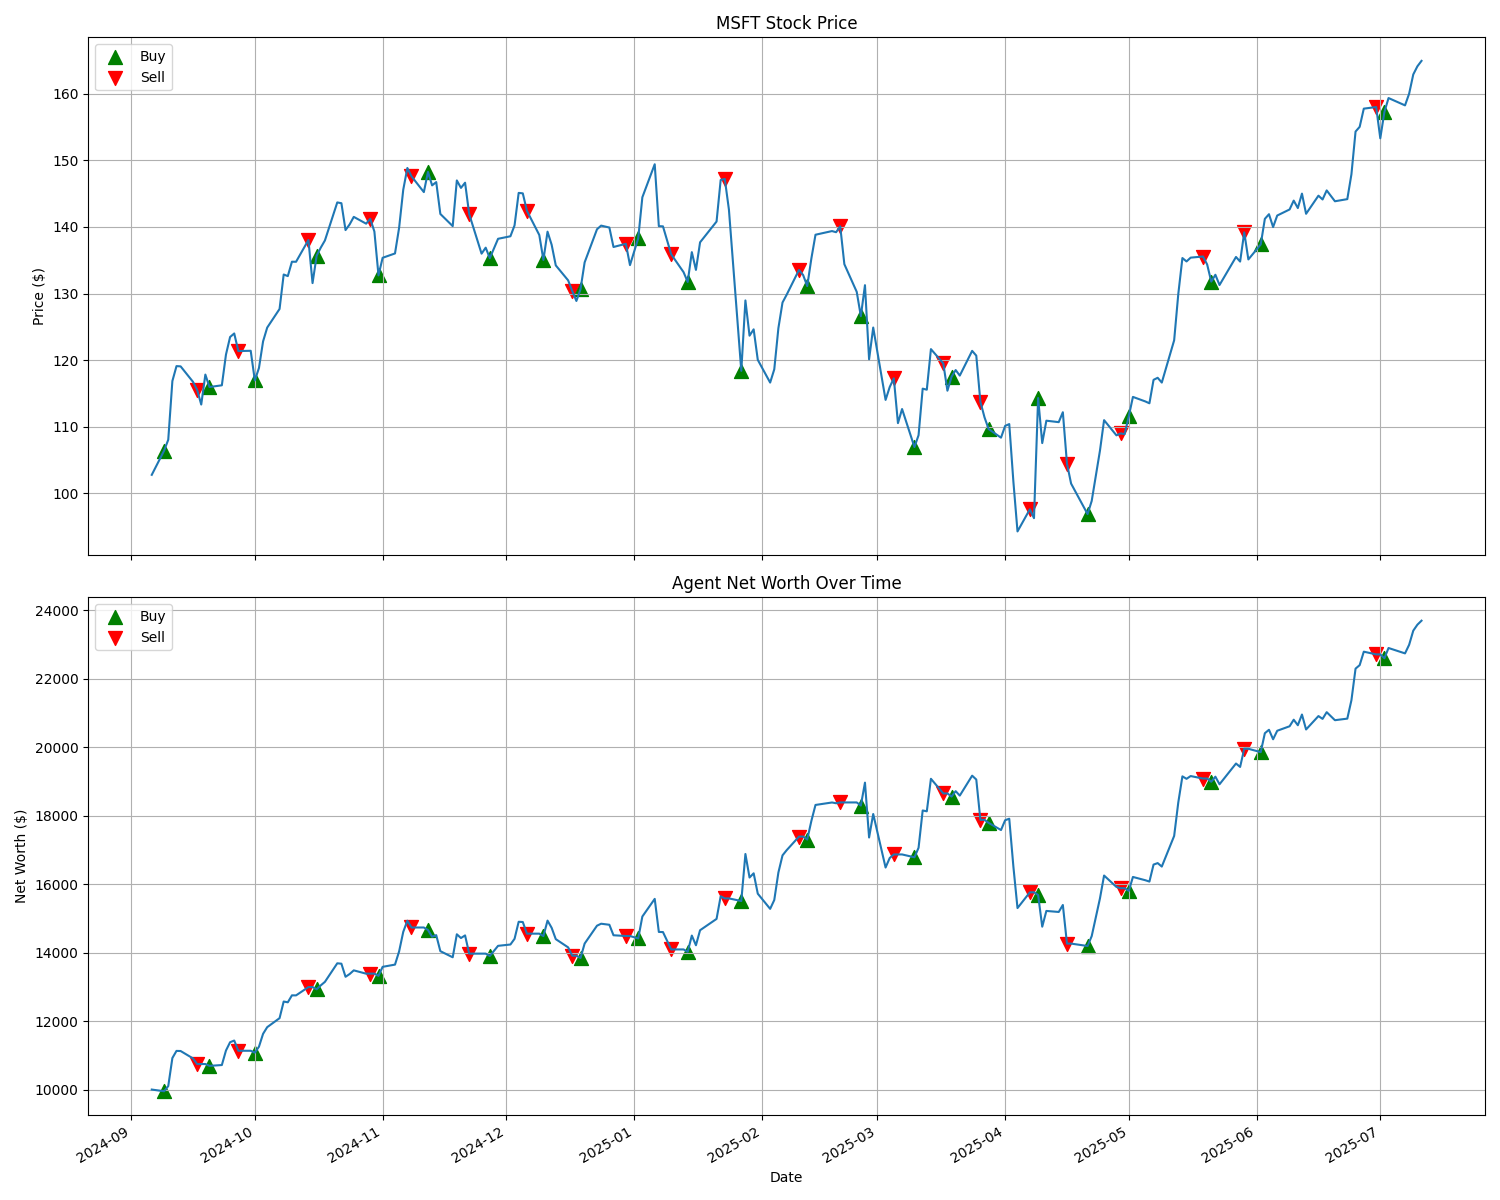 MSFT Stock Price
Buy
Sell
Price ($)
160
150
140
130
120
110
100
Agent Net Worth Over Time
Buy
Sell
Net Worth ($)
24000
22000
20000
18000
16000
14000
12000
10000
2024-09
2024-10
2024-11
2024-12
2025-01
2025-02
2025-03
2025-04
2025-05
2025-06
2025-07
Date